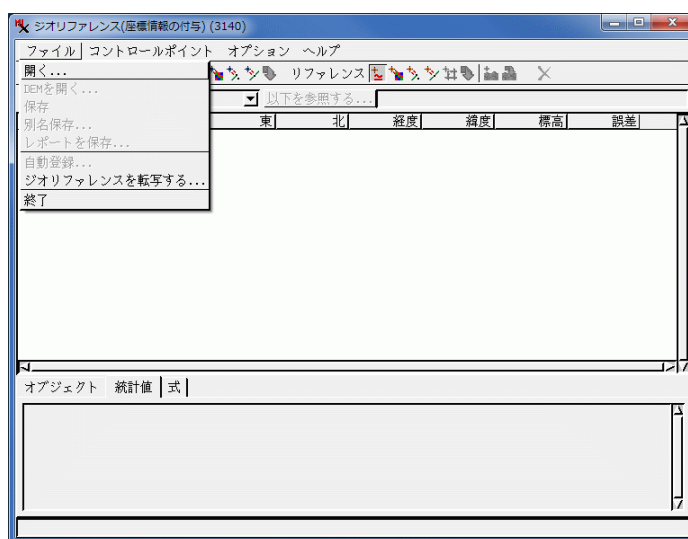 ジオリファレンス(座標情報の付与) (3140)
ファイル コントロールポイント オプション ヘルプ
開く...
リファレンス
DEMを開く...
以下を参照する...
保存
東 北 経度 緯度 標高 誤差
別名保存...
レポートを保存...
自動登録...
ジオリファレンスを転写する...
終了
オブジェクト 統計値 式